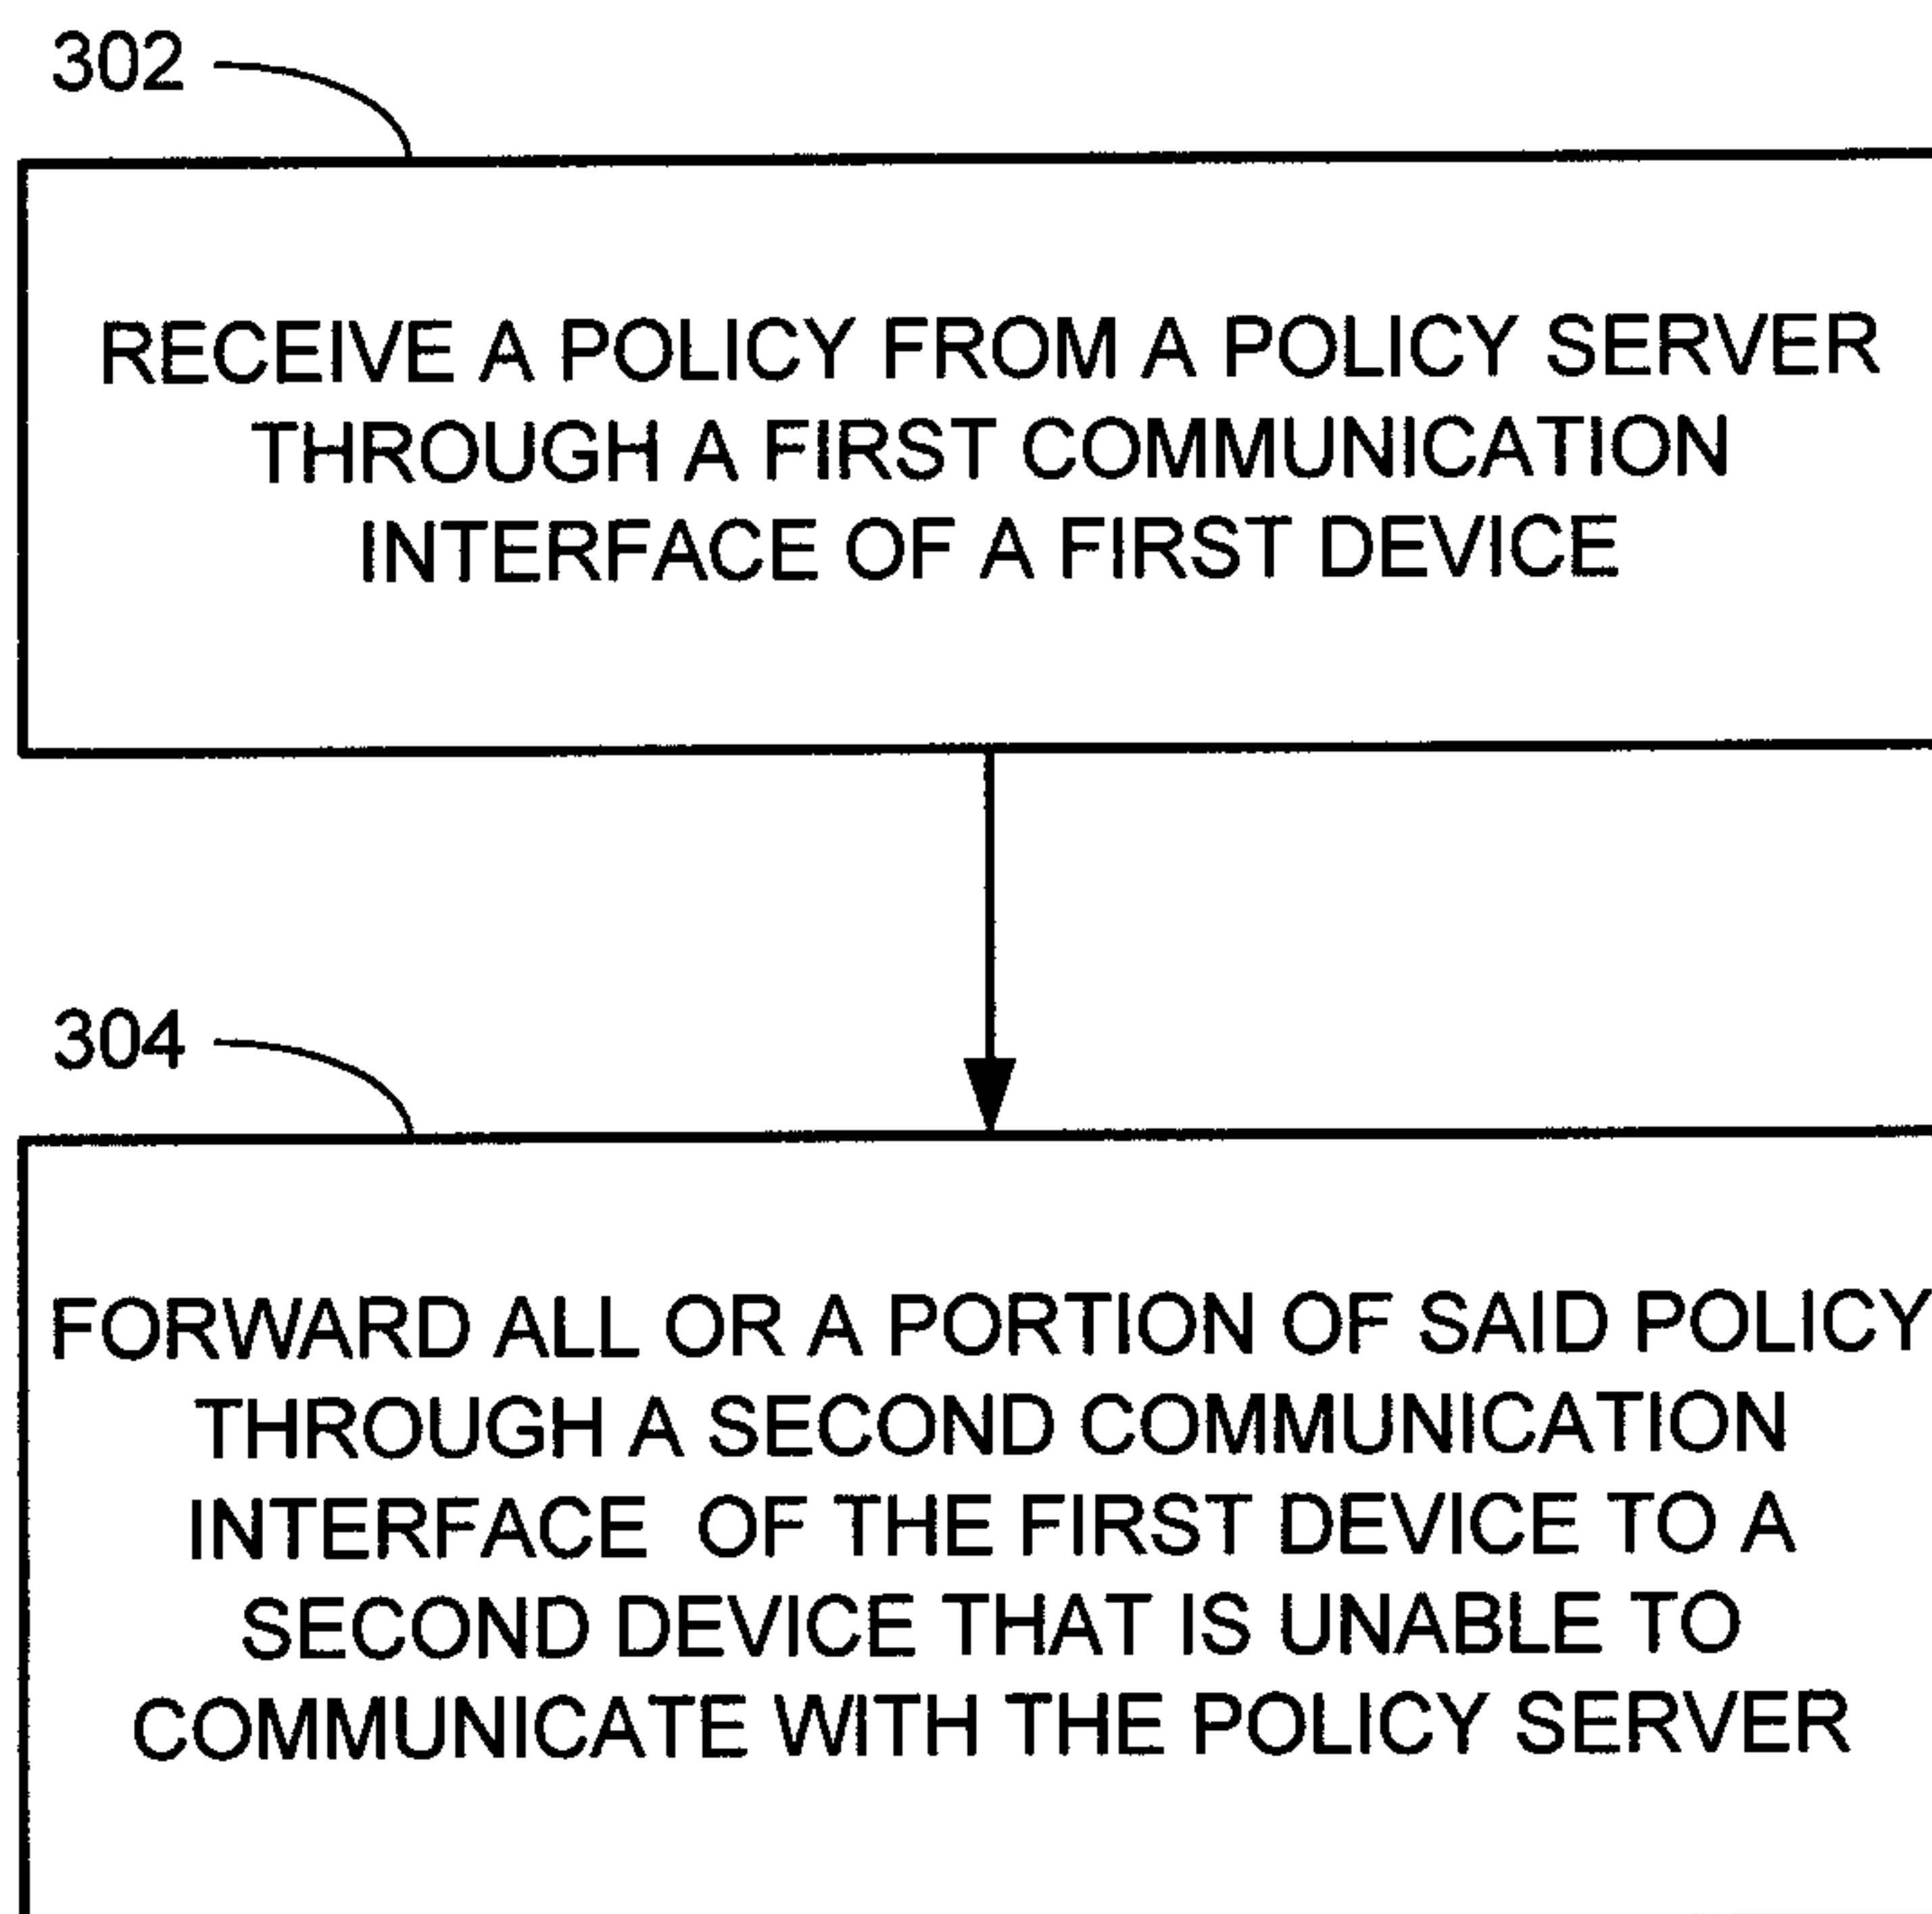 302
RECEIVE A POLICY FROM A POLICY SERVER
THROUGH A FIRST COMMUNICATION
INTERFACE OF A FIRST DEVICE
304
FORWARD ALL OR A PORTION OF SAID POLICY
THROUGH A SECOND COMMUNICATION
INTERFACE OF THE FIRST DEVICE TO A
SECOND DEVICE THAT IS UNABLE TO
COMMUNICATE WITH THE POLICY SERVER